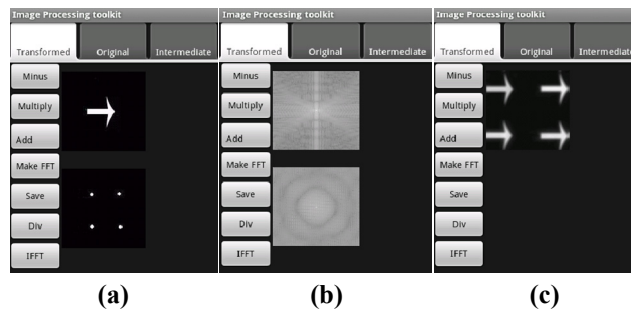 Image Processing toolkit
Transformed Original Intermediate
Minus
Multiply
Add
Make FFT
Save
Div
IFFT
(a)
Image Processing toolkit
Transformed Original Intermediate
Minus
Multiply
Add
Make FFT
Save
Div
IFFT
(b)
Image Processing toolkit
Transformed Original Intermediat
Minus
Multiply
Add
Make FFT
Save
Div
IFFT
(c)